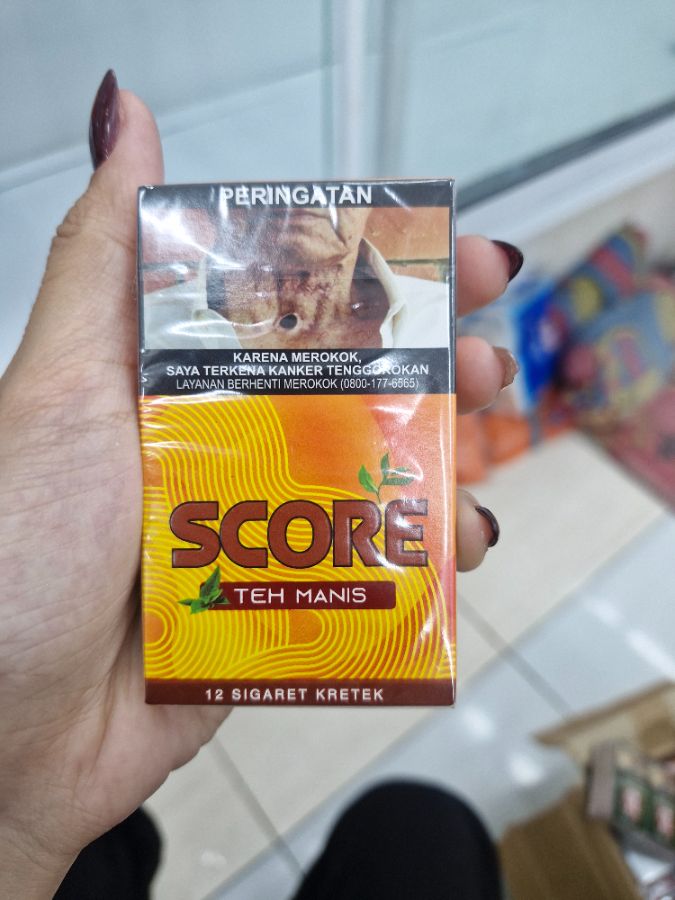 PERINGATAN
KARENA MEROKOK,
SAYA TERKENA KANKER TENGGOROKAN
LAYANAN BERHENTI MEROKOK (0800-177-6565)
SCORE
TEH MANIS
12 SIGARET KRETEK